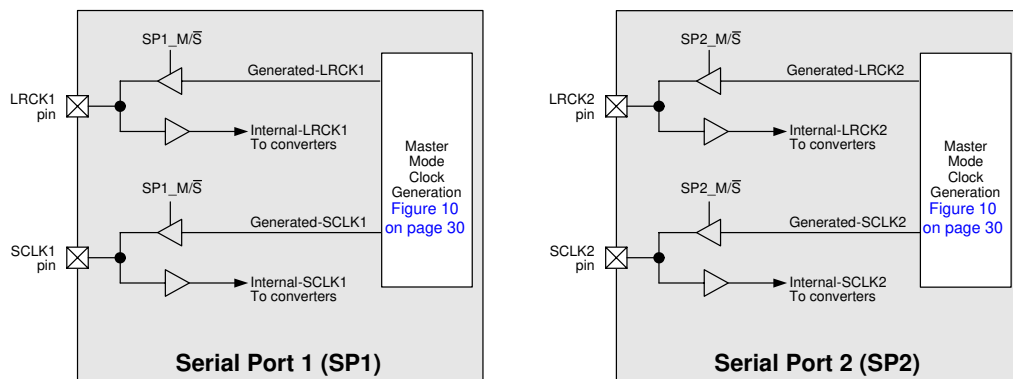 SP1_M/S̅
Generated-LRCK1
LRCK1
pin
Internal-LRCK1
To converters
SP1_M/S̅
Generated-SCLK1
SCLK1
pin
Internal-SCLK1
To converters
Master
Mode
Clock
Generation
Figure 10
on page 30
Serial Port 1 (SP1)
SP2_M/S̅
Generated-LRCK2
LRCK2
pin
Internal-LRCK2
To converters
SP2_M/S̅
Generated-SCLK2
SCLK2
pin
Internal-SCLK2
To converters
Master
Mode
Clock
Generation
Figure 10
on page 30
Serial Port 2 (SP2)